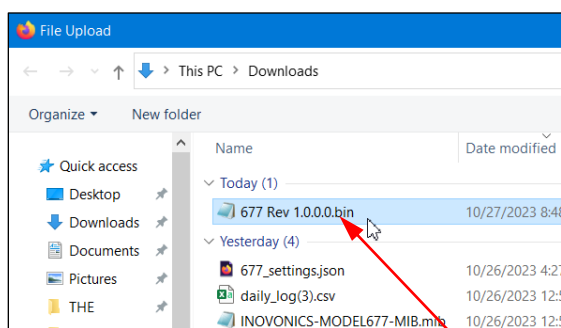 File Upload
This PC > Downloads
Organize New folder
Name Date modified
Quick access
Today (1)
Desktop
677 Rev 1.0.0.0.bin 10/27/2023 8:48
Downloads
Yesterday (4)
Documents
677_settings.json 10/26/2023 4:27
Pictures
daily_log(3).csv 10/26/2023 12:5
THE
INOVONICS-MODEL677-MIB.mib 10/26/2023 12:5